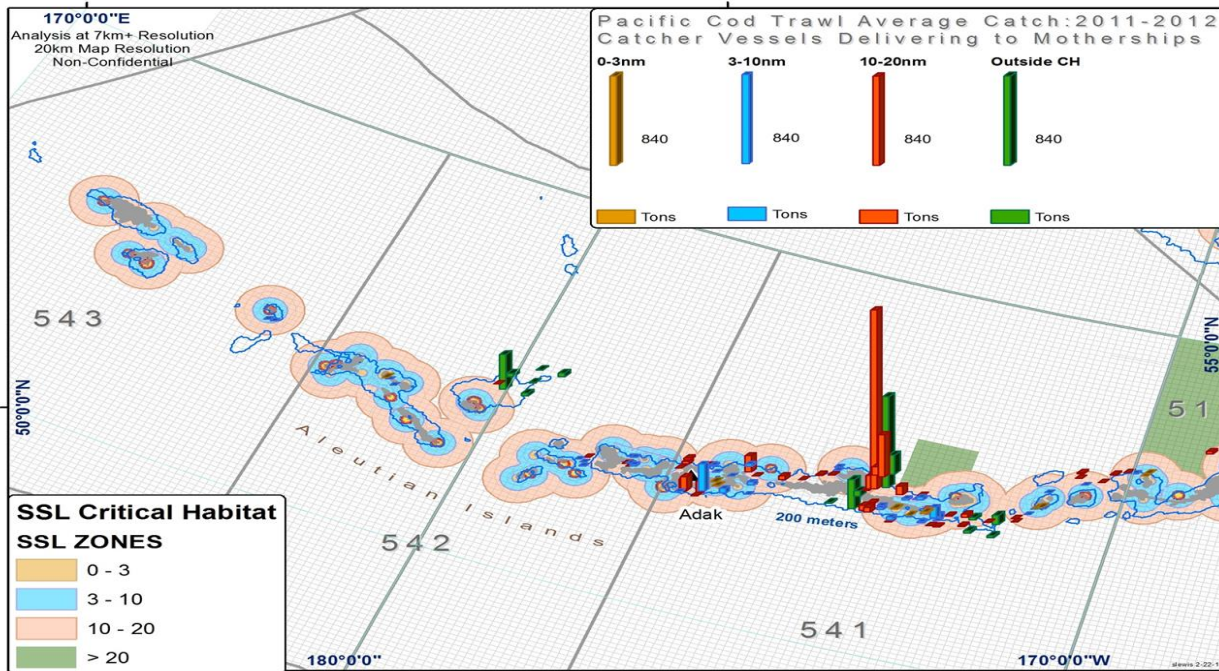 170°0'0"E
Analysis at 7km+ Resolution
20km Map Resolution
Non-Confidential
Pacific Cod Trawl Average Catch:2011-2012
Catcher Vessels Delivering to Motherships
0-3nm 3-10nm 10-20nm Outside CH
840 840 840 840
Tons Tons Tons Tons
543
55°0'0"N
50°0'0"N
51
Aleutian
Islands
Adak
200 meters
542
541
SSL Critical Habitat
SSL ZONES
0 - 3
3 - 10
10 - 20
> 20
180°0'0"
170°0'0"W